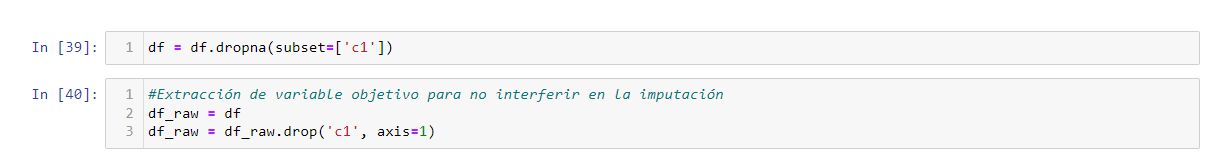 In [39]: 1 df = df.dropna(subset=['c1'])
In [40]: 1 #Extracción de variable objetivo para no interferir en la imputación
2 df_raw = df
3 df_raw = df_raw.drop('c1', axis=1)